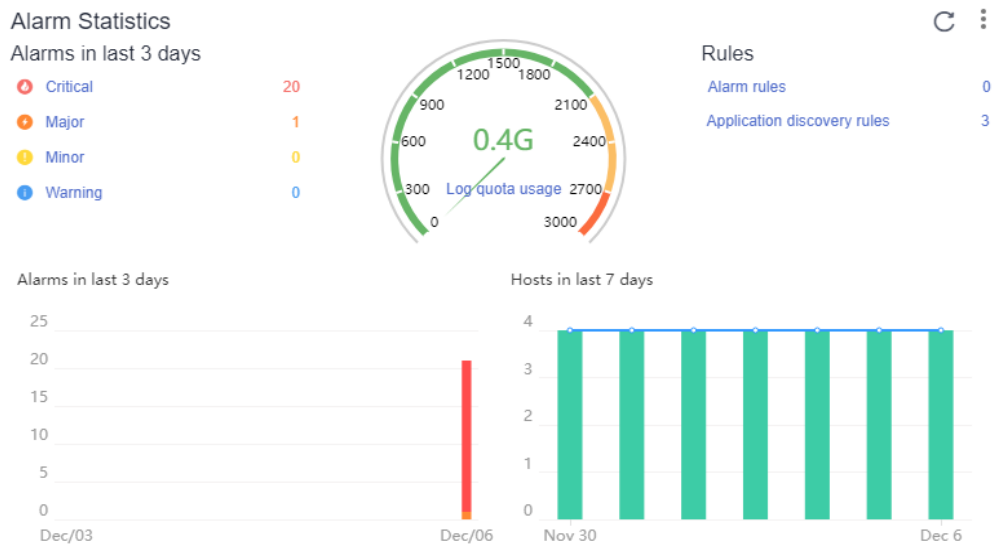 Alarm Statistics
Alarms in last 3 days
Critical 20
Major 1
Minor 0
Warning 0
0
300
600
900
1200
1500
1800
2100
2400
2700
3000
0.4G
Log quota usage
Rules
Alarm rules 0
Application discovery rules 3
Alarms in last 3 days
25
20
15
10
5
0
Dec/03 Dec/06
Hosts in last 7 days
4
3
2
1
0
Nov 30 Dec 6